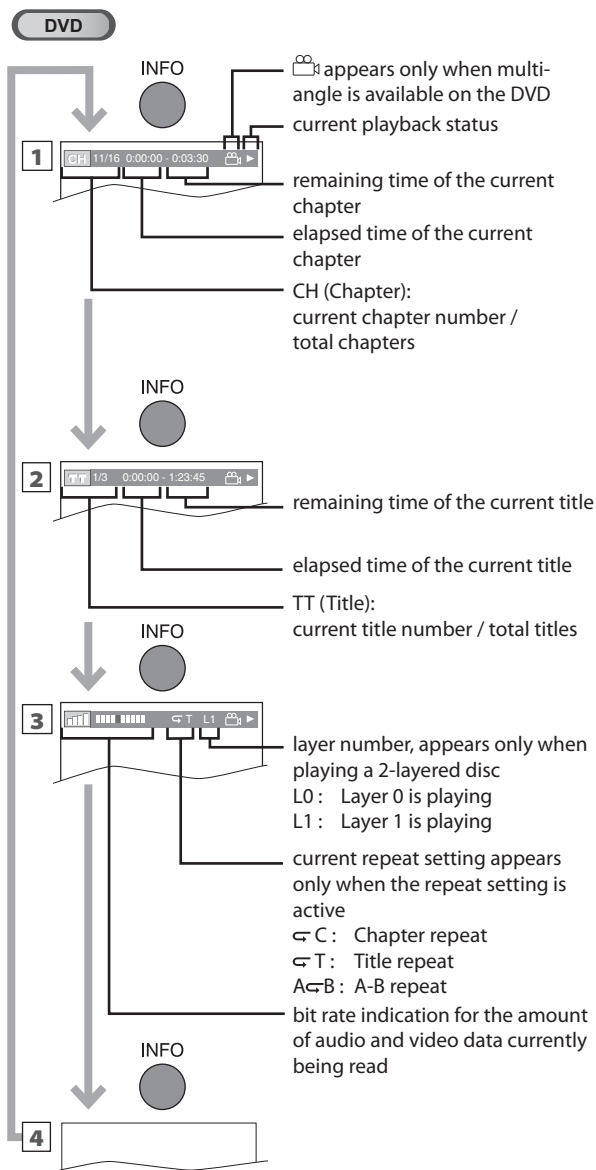 DVD
INFO
appears only when multi-
angle is available on the DVD
current playback status
1
CH 11/16 0:00:00 - 0:03:30
remaining time of the current
chapter
elapsed time of the current
chapter
CH (Chapter):
current chapter number /
total chapters
INFO
2
TT 1/3 0:00:00 - 1:23:45
remaining time of the current title
elapsed time of the current title
TT (Title):
current title number / total titles
INFO
3
T L1
layer number, appears only when
playing a 2-layered disc
L0 : Layer 0 is playing
L1 : Layer 1 is playing
current repeat setting appears
only when the repeat setting is
active
C : Chapter repeat
T : Title repeat
A B : A-B repeat
bit rate indication for the amount
of audio and video data currently
being read
INFO
4